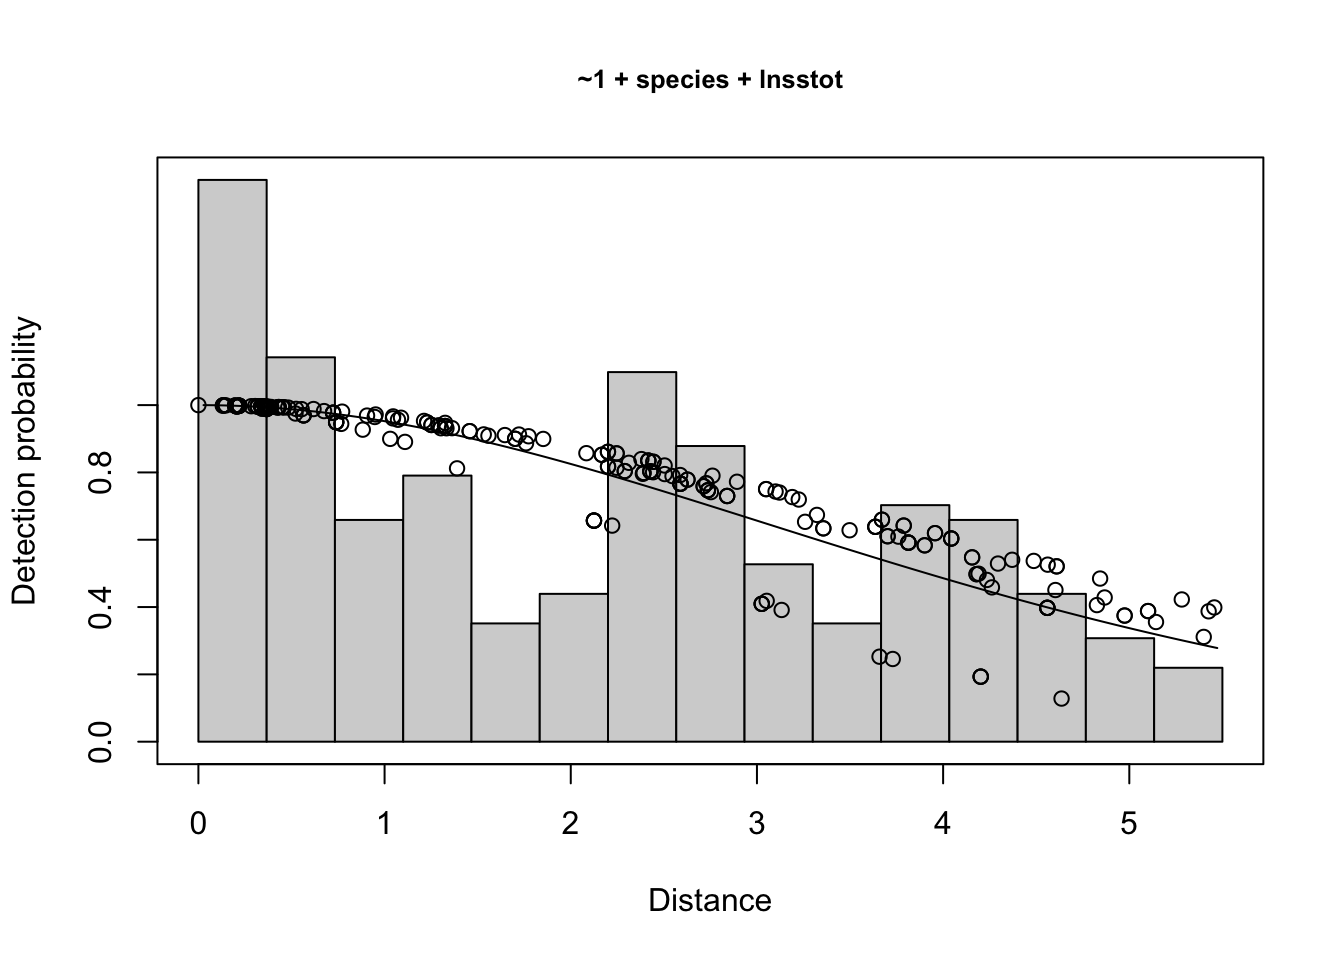 ~1 + species + lnsstot
Detection probability
0.8
0.4
0.0
0 1 2 3 4 5
Distance